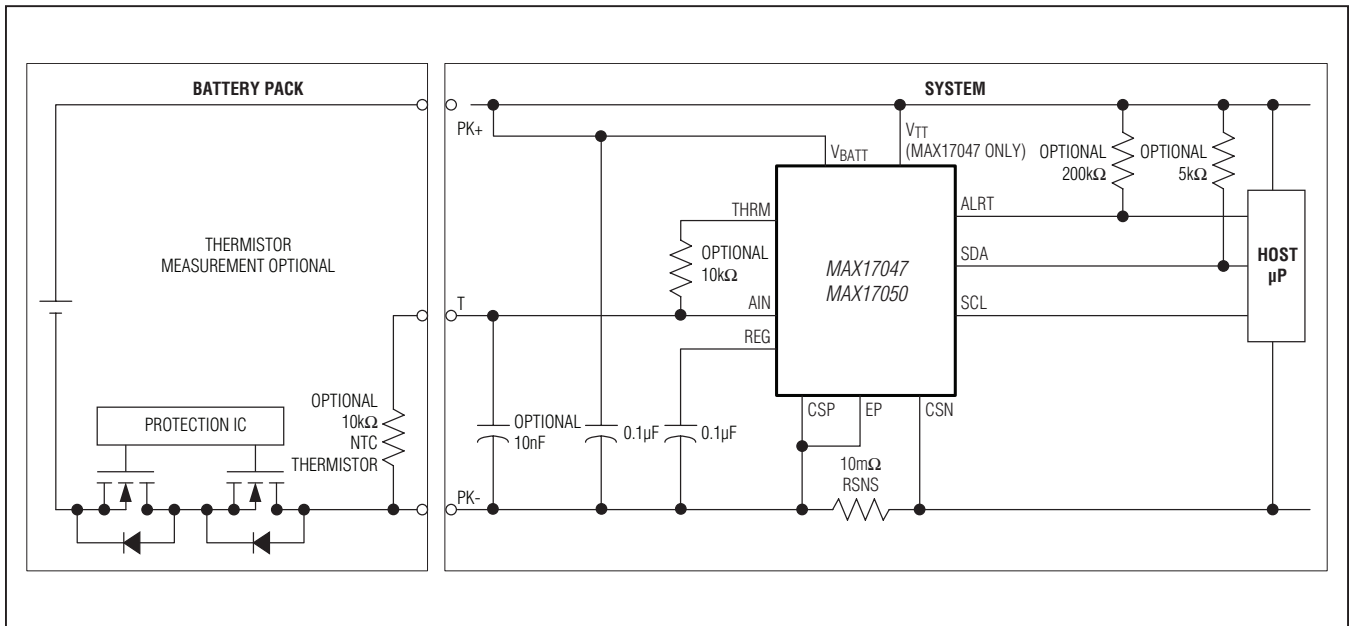 BATTERY PACK
SYSTEM
PK+
VBATT
VTT
(MAX17047 ONLY)
OPTIONAL
200kΩ
OPTIONAL
5kΩ
THERMISTOR
MEASUREMENT OPTIONAL
THRM
OPTIONAL
10kΩ
MAX17047
MAX17050
ALRT
SDA
SCL
HOST
µP
T
AIN
REG
CSP
EP
CSN
OPTIONAL
10kΩ
NTC
THERMISTOR
PROTECTION IC
OPTIONAL
10nF
0.1µF
0.1µF
10mΩ
RSNS
PK-